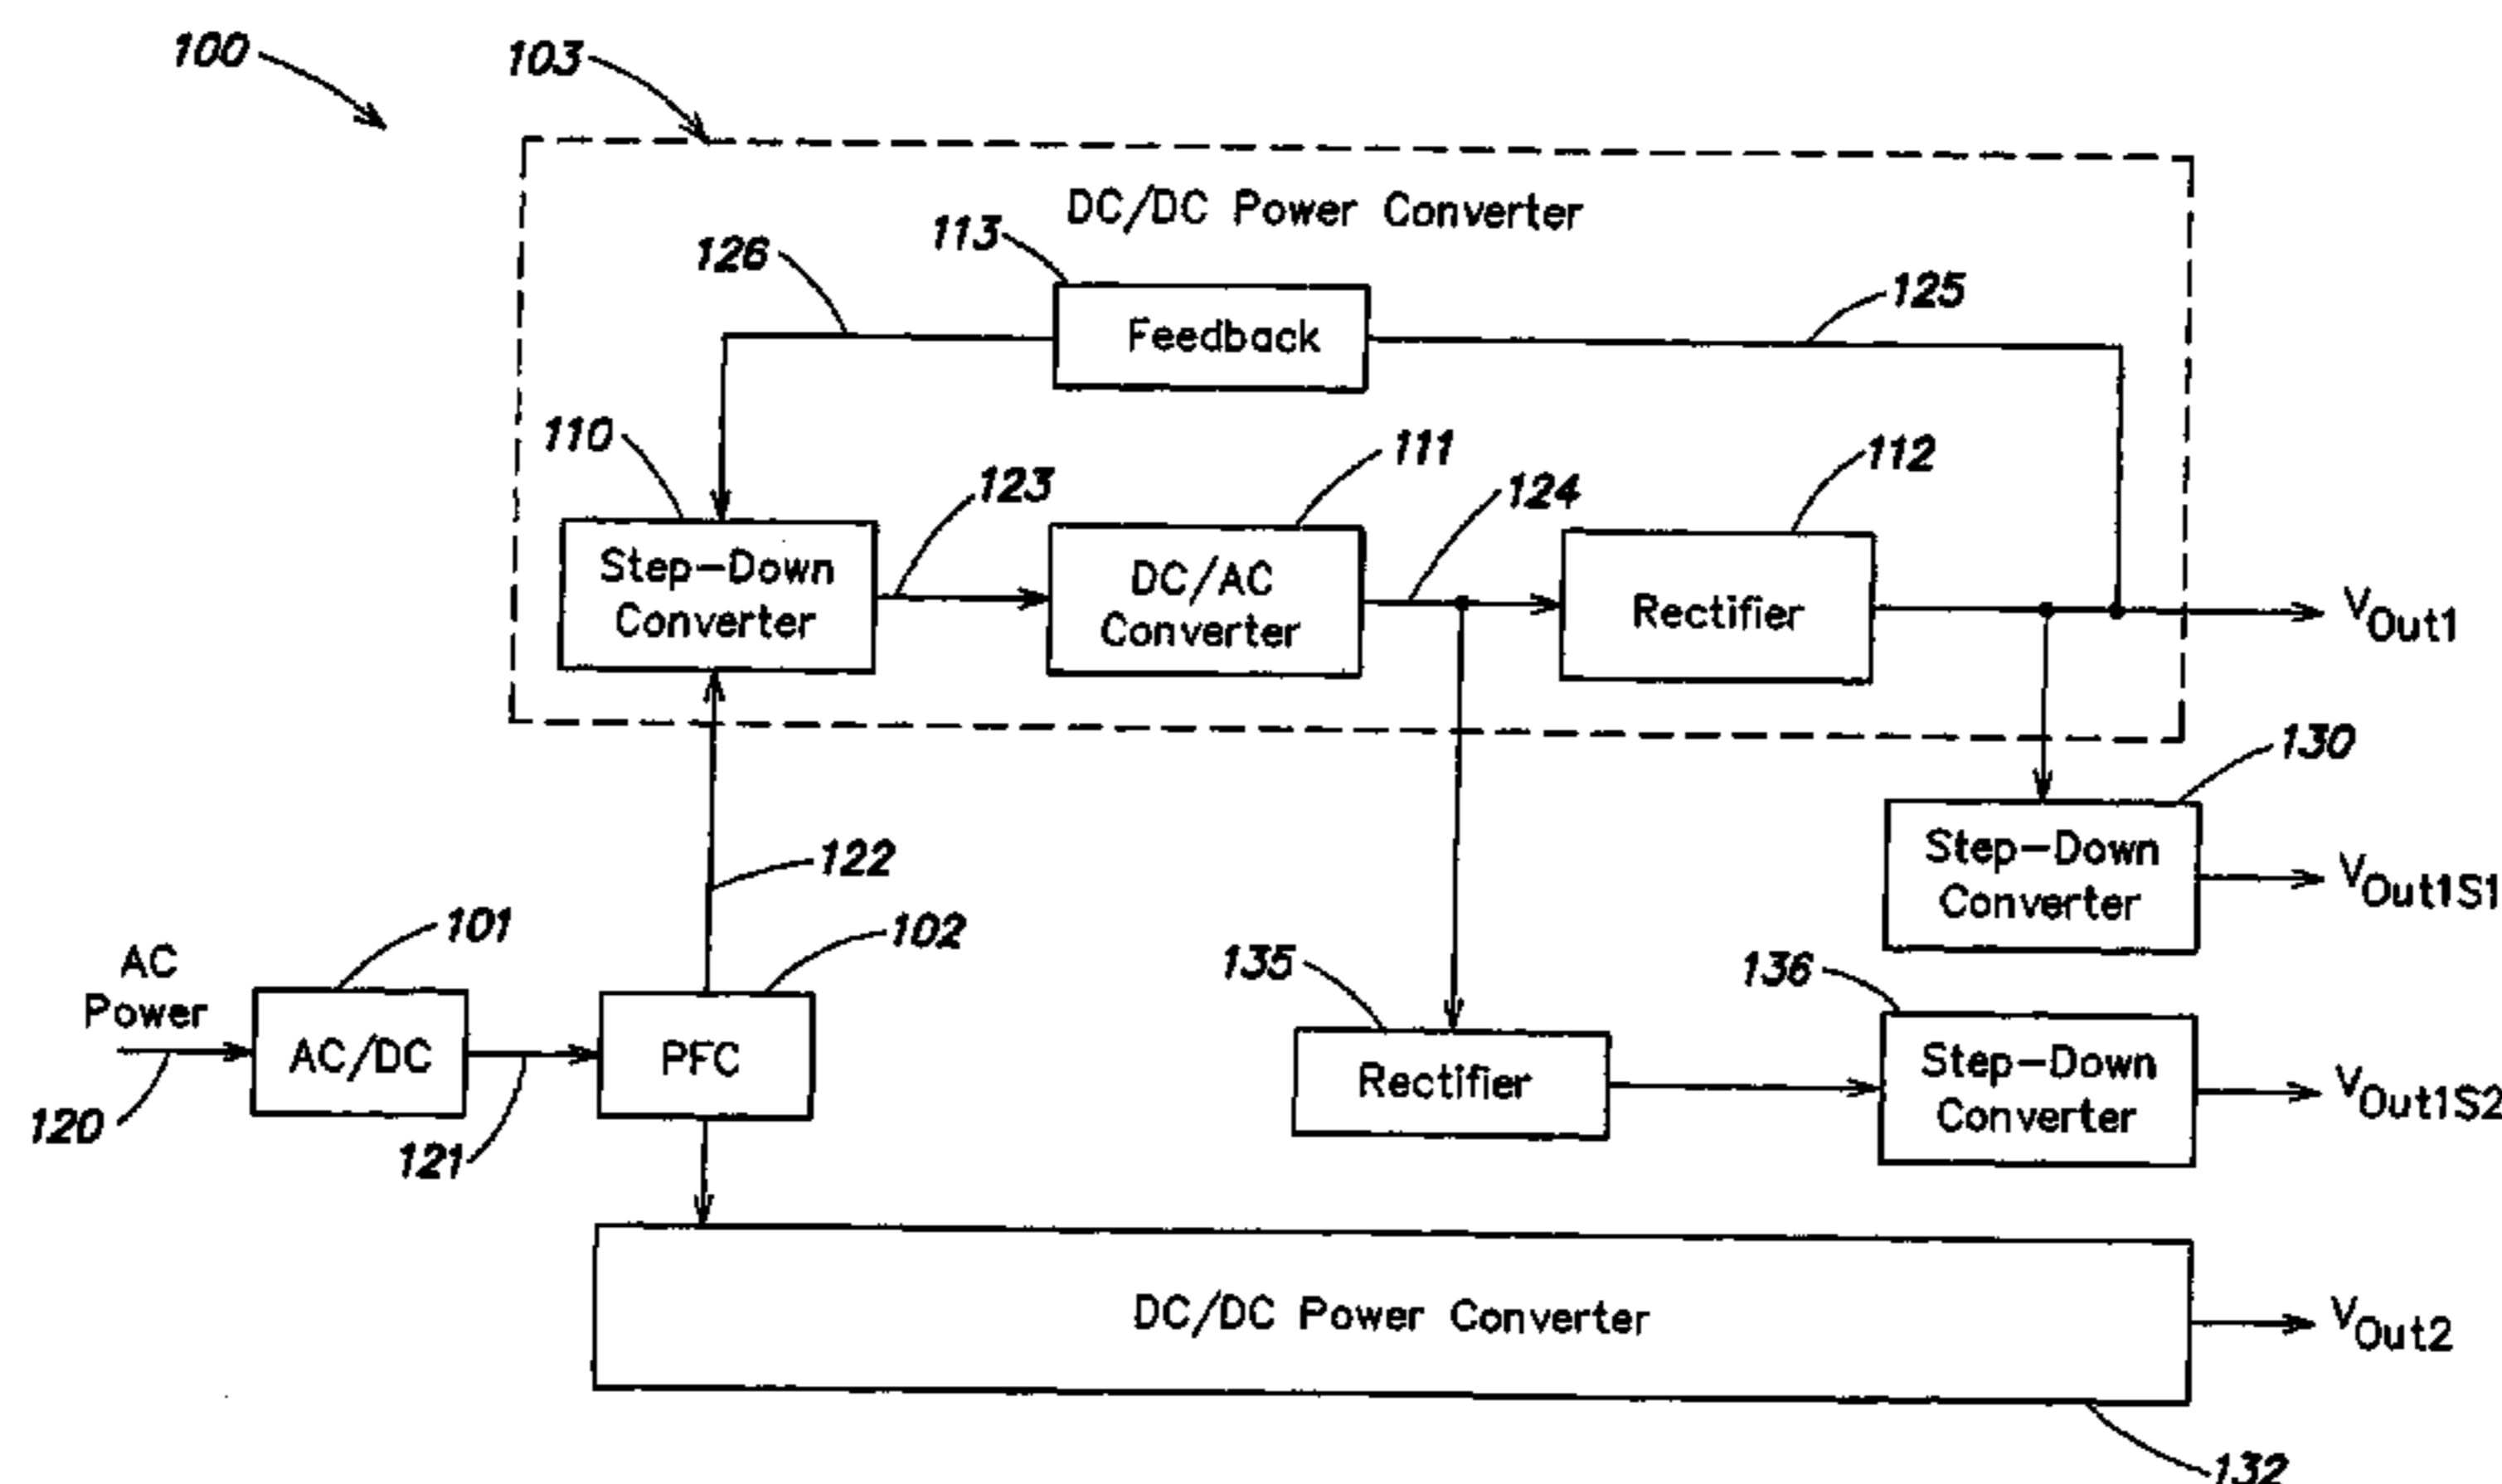 100
103
DC/DC Power Converter
113
126
125
Feedback
110
111
112
123
124
Step-Down
Converter
DC/AC
Converter
Rectifier
VOut1
130
Step-Down
Converter
VOut1S1
122
101
102
AC
Power
135
136
AC/DC
PFC
Rectifier
Step-Down
Converter
VOut1S2
120
121
DC/DC Power Converter
VOut2
132